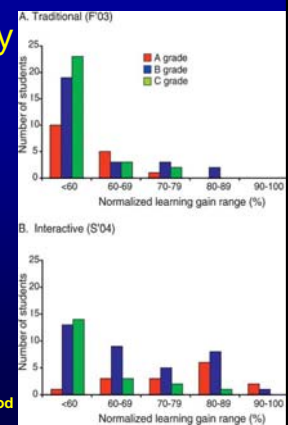 y
A. Traditional (F'03)
A grade
B grade
C grade
Number of students
25
20
15
10
5
0
<60 60-69 70-79 80-89 90-100
Normalized learning gain range (%)
B. Interactive (S'04)
Number of students
25
20
15
10
5
0
<60 60-69 70-79 80-89 90-100
Normalized learning gain range (%)
od